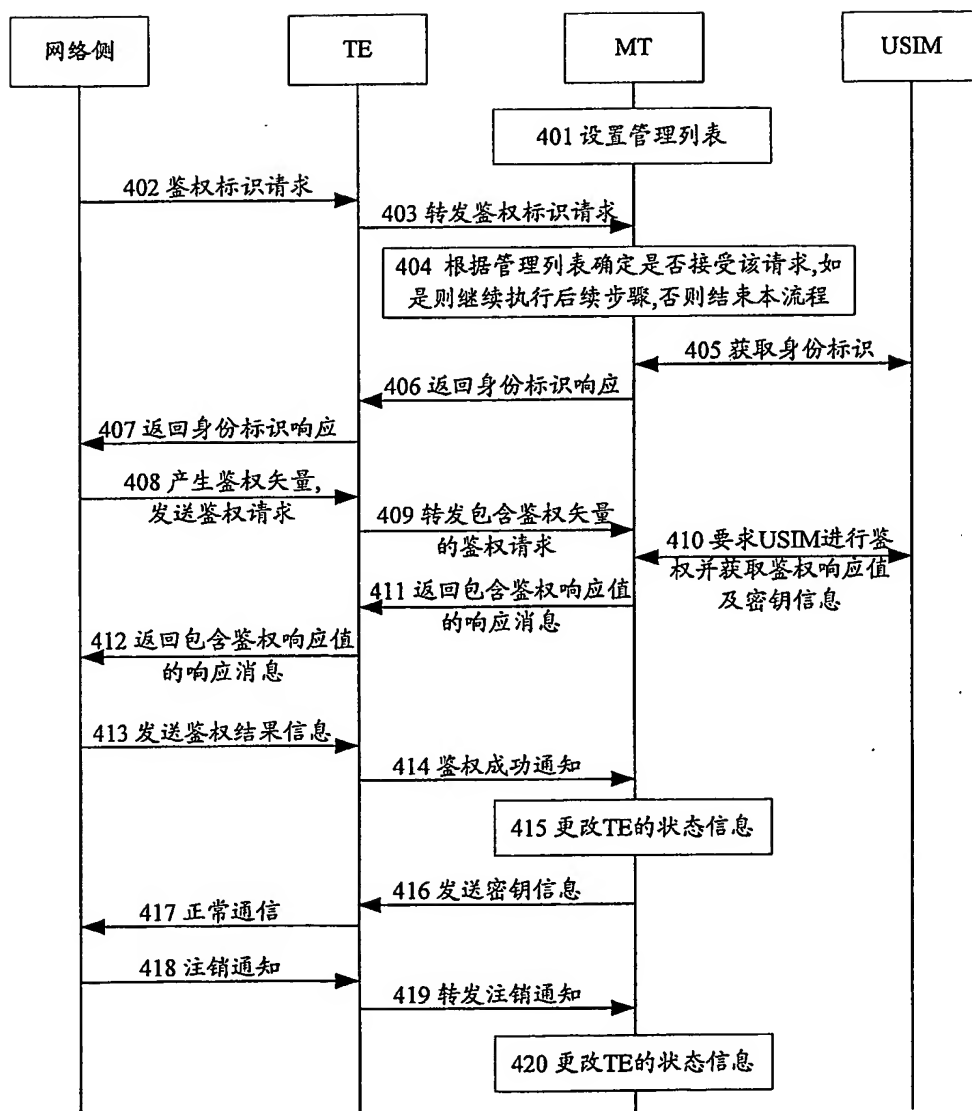 网络侧
TE
MT
USIM
401 设置管理列表
402 鉴权标识请求
403 转发鉴权标识请求
404 根据管理列表确定是否接受该请求,如
是则继续执行后续步骤,否则结束本流程
405 获取身份标识
406 返回身份标识响应
407 返回身份标识响应
408 产生鉴权矢量,
发送鉴权请求
409 转发包含鉴权矢量
的鉴权请求
410 要求USIM进行鉴
权并获取鉴权响应值
及密钥信息
411 返回包含鉴权响应值
的响应消息
412 返回包含鉴权响应值
的响应消息
413 发送鉴权结果信息
414 鉴权成功通知
415 更改TE的状态信息
416 发送密钥信息
417 正常通信
418 注销通知
419 转发注销通知
420 更改TE的状态信息